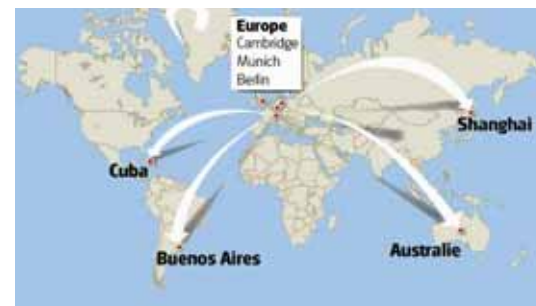 Europe
Cambridge
Munich
Berlin
Shanghai
Cuba
Buenos Aires
Australie